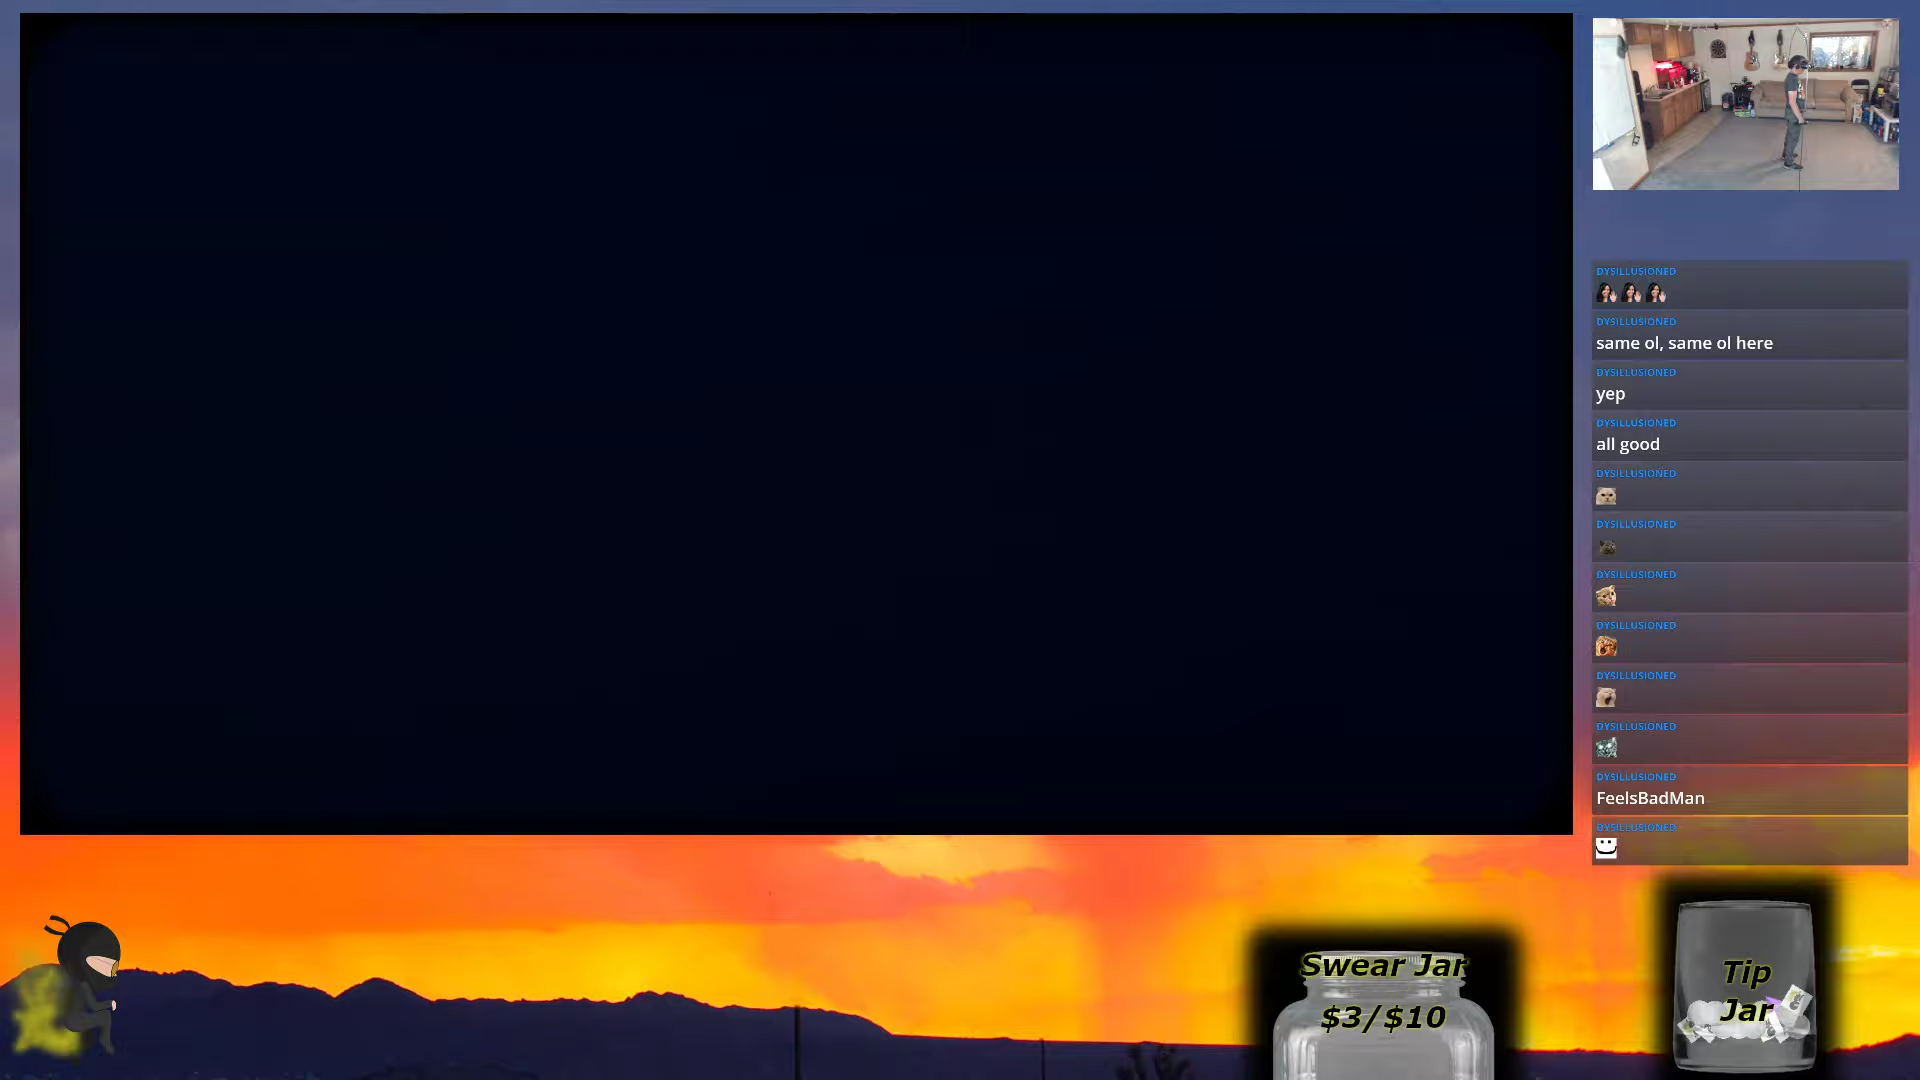 DYSILLUSIONED
DYSILLUSIONED
same ol, same ol here
DYSILLUSIONED
yep
DYSILLUSIONED
all good
DYSILLUSIONED
DYSILLUSIONED
DYSILLUSIONED
DYSILLUSIONED
DYSILLUSIONED
DYSILLUSIONED
DYSILLUSIONED
FeelsBadMan
DYSILLUSIONED
Swear Jar
$3/$10
Tip
Jar